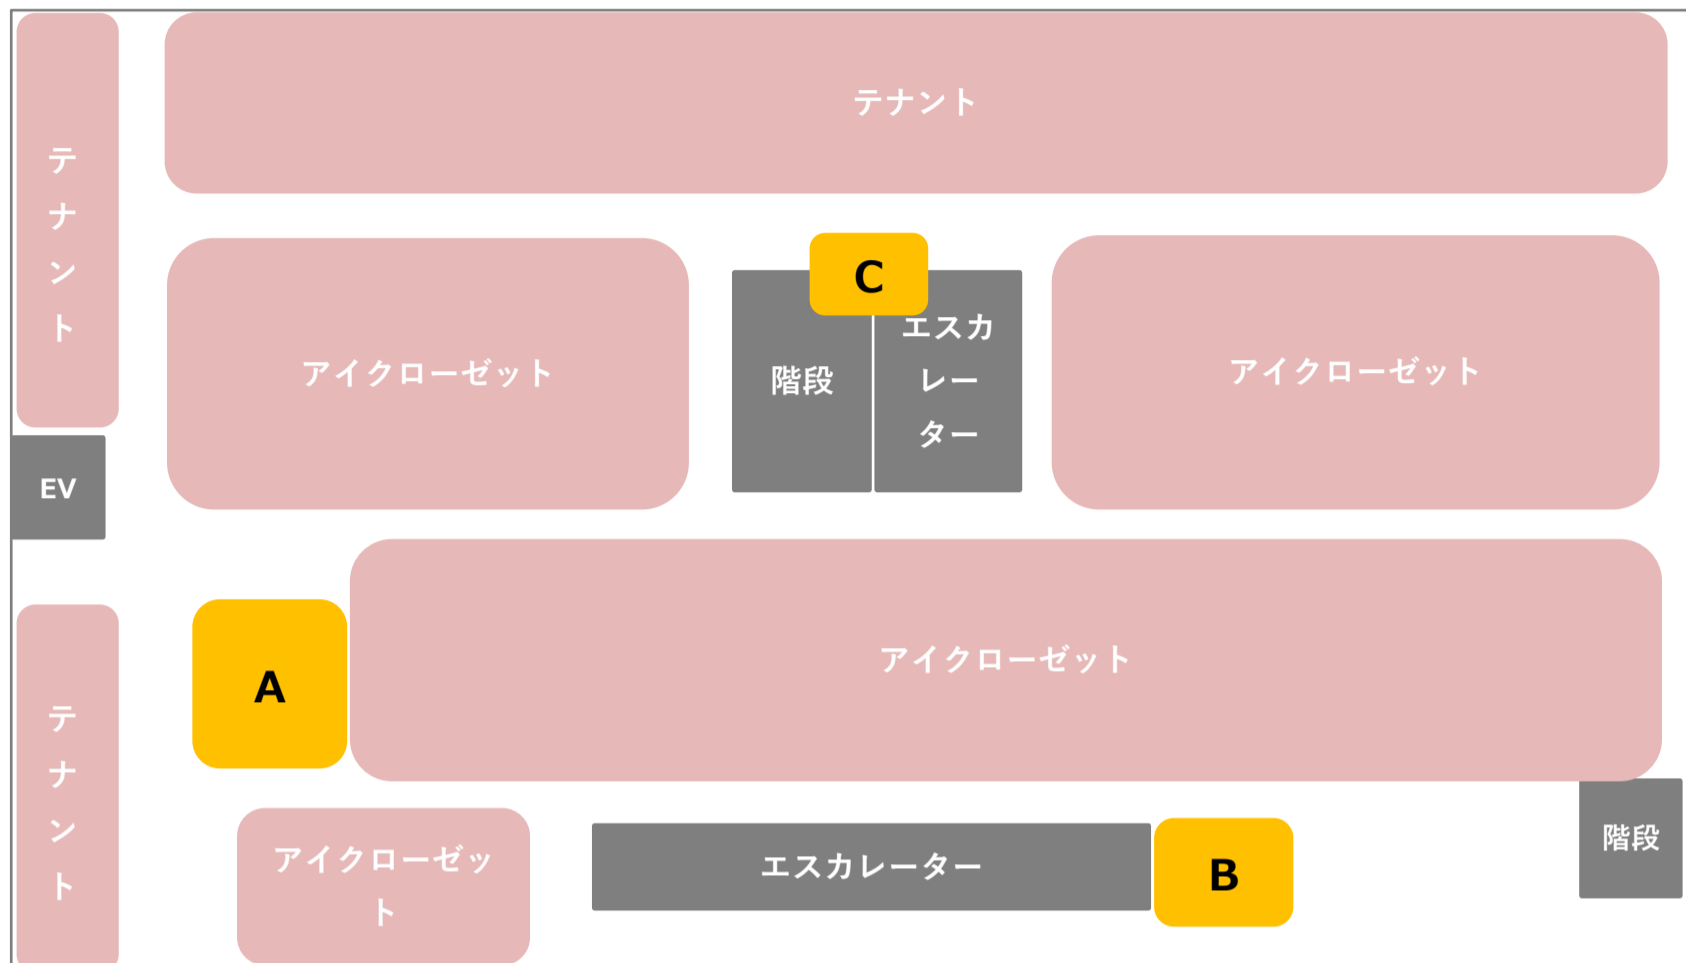 テナント
テナント
C
エスカ
レー
ター
階段
アイクローゼット
アイクローゼット
EV
アイクローゼット
A
テナント
階段
アイクローゼッ
ト
エスカレーター
B